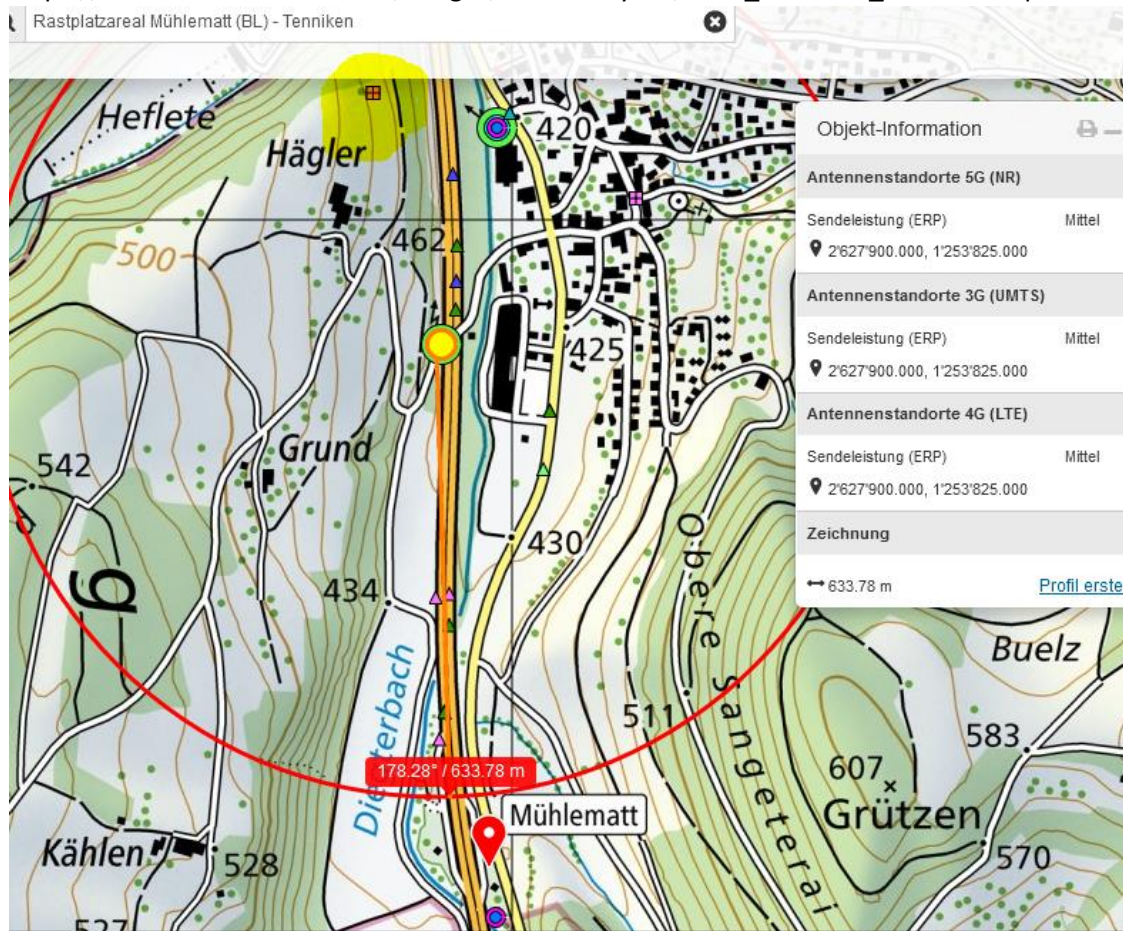 Rastplatzareal Mühlematt (BL) - Tenniken
Heflete
Hägler
420
462
500
425
Grund
542
g
430
434
Diegterbach
Obere Sangeterai
511
178.28° / 633.78 m
Mühlematt
Kählen
528
527
Buelz
583
607
Grützen
570
Objekt-Information
Antennenstandorte 5G (NR)
Sendeleistung (ERP) Mittel
2'627'900.000, 1'253'825.000
Antennenstandorte 3G (UMTS)
Sendeleistung (ERP) Mittel
2'627'900.000, 1'253'825.000
Antennenstandorte 4G (LTE)
Sendeleistung (ERP) Mittel
2'627'900.000, 1'253'825.000
Zeichnung
633.78 m Profil erste